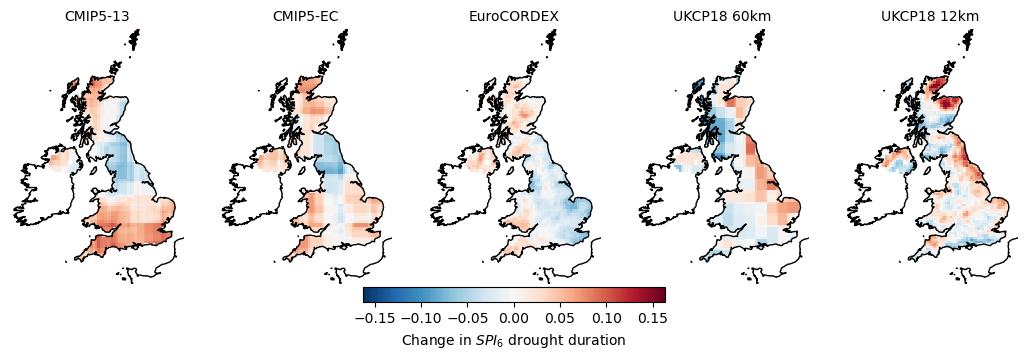 CMIP5-13 CMIP5-EC EuroCORDEX UKCP18 60km UKCP18 12km
−0.15 −0.10 −0.05 0.00 0.05 0.10 0.15
Change in SPI₆ drought duration